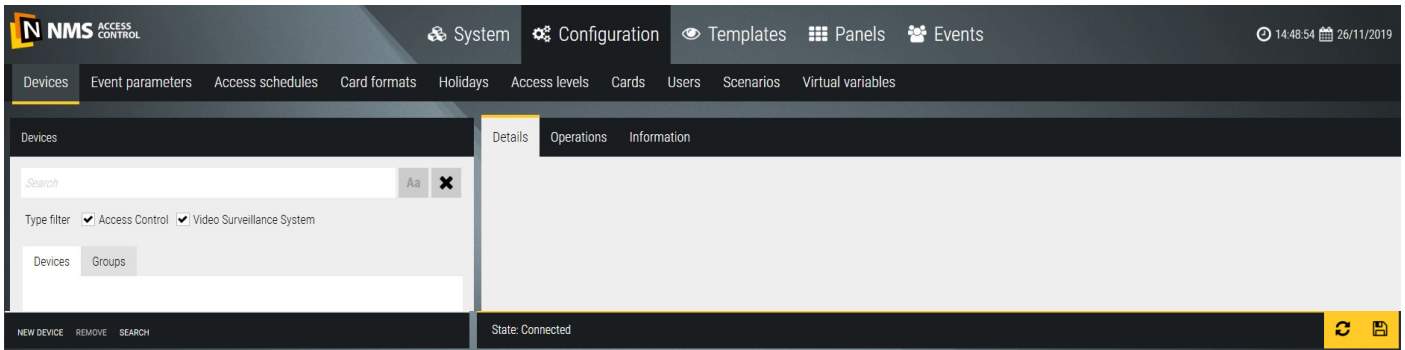 N NMS ACCESS CONTROL
System Configuration Templates Panels Events
14:48:54 26/11/2019
Devices Event parameters Access schedules Card formats Holidays Access levels Cards Users Scenarios Virtual variables
Devices
Details Operations Information
Search
Aa
Type filter Access Control Video Surveillance System
Devices Groups
NEW DEVICE REMOVE SEARCH
State: Connected